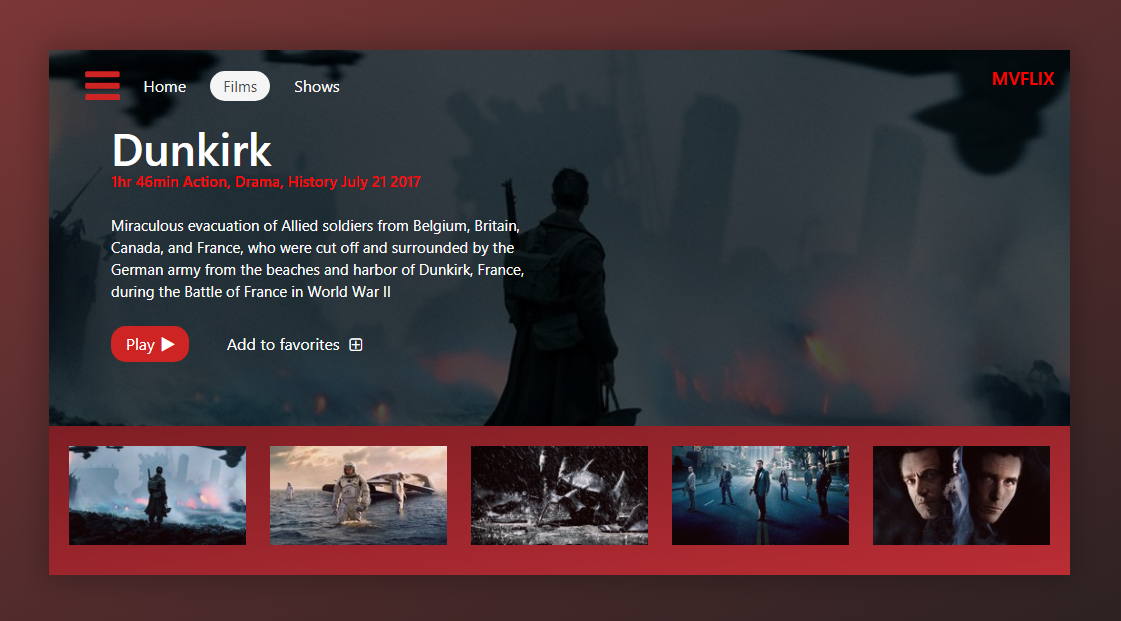 Home Films Shows MVFLIX
Dunkirk
1hr 46min Action, Drama, History July 21 2017
Miraculous evacuation of Allied soldiers from Belgium, Britain,
Canada, and France, who were cut off and surrounded by the
German army from the beaches and harbor of Dunkirk, France,
during the Battle of France in World War II
Play Add to favorites